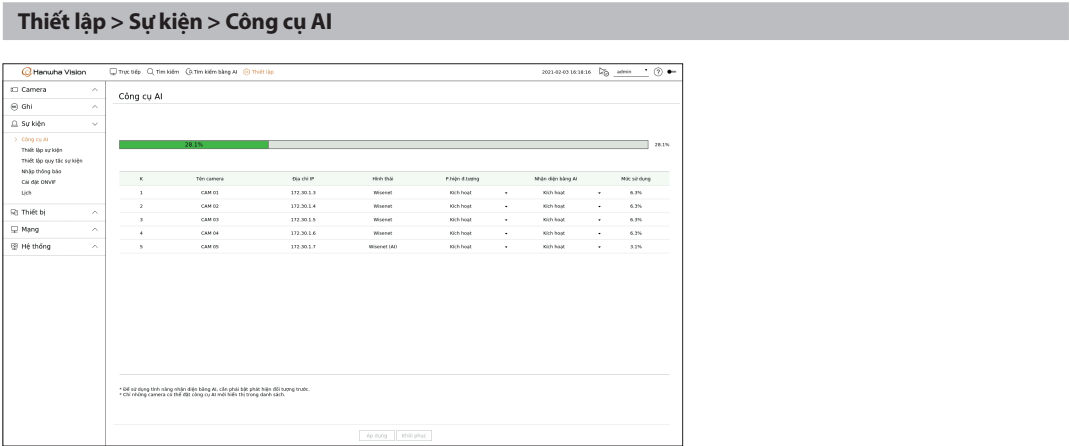 Thiết lập > Sự kiện > Công cụ AI
Hanwha Vision
Trực tiếp Tìm kiếm Tìm kiếm bằng AI Thiết lập
2021-02-03 16:18:16 admin
Camera
Ghi
Sự kiện
> Công cụ AI
Thiết lập sự kiện
Thiết lập quy tắc sự kiện
Nhập thông báo
Cài đặt ONVIF
Lịch
Thiết bị
Mạng
Hệ thống
Công cụ AI
28.1% 28.1%
K Tên camera Địa chỉ IP Hình thái P.hiện đ.tượng Nhận diện bằng AI Mức sử dụng
1 CAM 01 172.30.1.3 Wisenet Kích hoạt Kích hoạt 6.3%
2 CAM 02 172.30.1.4 Wisenet Kích hoạt Kích hoạt 6.3%
3 CAM 03 172.30.1.5 Wisenet Kích hoạt Kích hoạt 6.3%
4 CAM 04 172.30.1.6 Wisenet Kích hoạt Kích hoạt 6.3%
5 CAM 05 172.30.1.7 Wisenet (AI) Kích hoạt Kích hoạt 3.1%
* Để sử dụng tính năng nhận diện bằng AI, cần phải bật phát hiện đối tượng trước.
* Chỉ những camera có thể đặt công cụ AI mới hiển thị trong danh sách.
Áp dụng Khôi phục